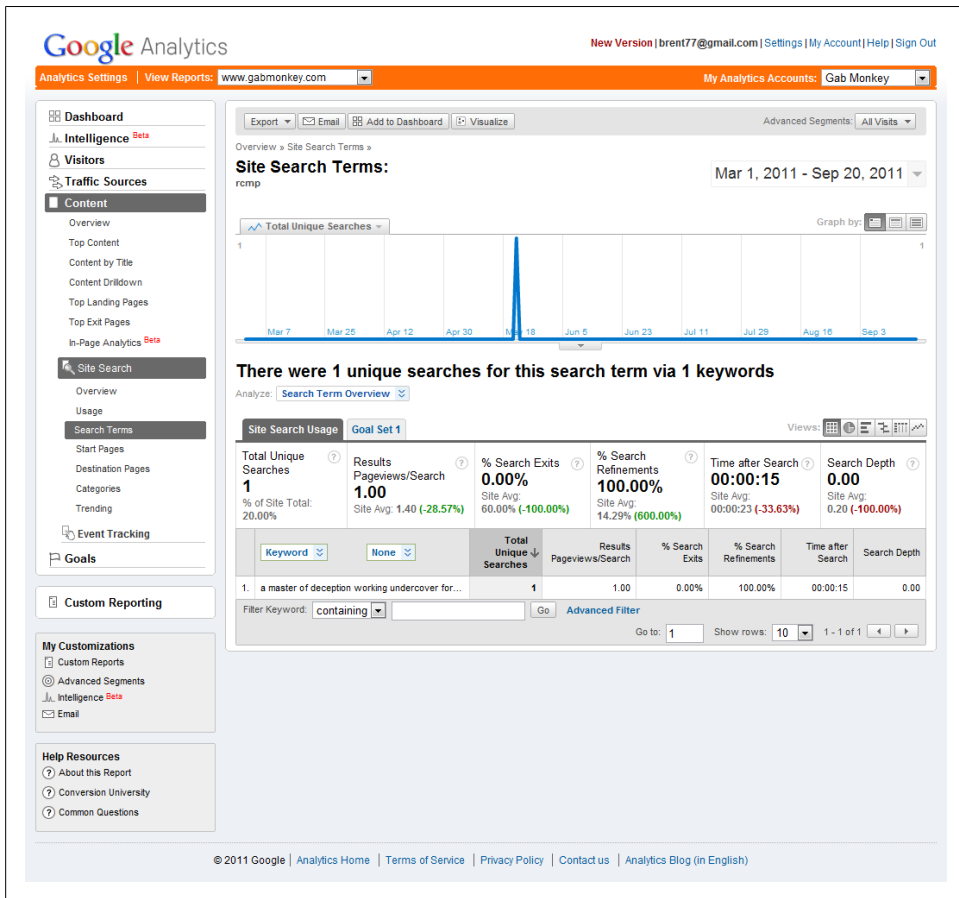 Google Analytics
New Version | brent77@gmail.com | Settings | My Account | Help | Sign Out
Analytics Settings | View Reports: www.gabmonkey.com My Analytics Accounts: Gab Monkey
Dashboard
Intelligence Beta
Visitors
Traffic Sources
Content
Overview
Top Content
Content by Title
Content Drilldown
Top Landing Pages
Top Exit Pages
In-Page Analytics Beta
Site Search
Overview
Usage
Search Terms
Start Pages
Destination Pages
Categories
Trending
Event Tracking
Goals
Custom Reporting
My Customizations
Custom Reports
Advanced Segments
Intelligence Beta
Email
Help Resources
? About this Report
? Conversion University
? Common Questions
Export Email Add to Dashboard Visualize Advanced Segments: All Visits
Overview » Site Search Terms »
Site Search Terms:
rcmp
Mar 1, 2011 - Sep 20, 2011
Total Unique Searches Graph by:
1 1
Mar 7 Mar 25 Apr 12 Apr 30 May 18 Jun 5 Jun 23 Jul 11 Jul 29 Aug 16 Sep 3
There were 1 unique searches for this search term via 1 keywords
Analyze: Search Term Overview
Site Search Usage Goal Set 1 Views:
Total Unique Searches ?
1
% of Site Total:
20.00%
Results Pageviews/Search ?
1.00
Site Avg: 1.40 (-28.57%)
% Search Exits ?
0.00%
Site Avg:
60.00% (-100.00%)
% Search Refinements ?
100.00%
Site Avg:
14.29% (600.00%)
Time after Search ?
00:00:15
Site Avg:
00:00:23 (-33.63%)
Search Depth ?
0.00
Site Avg:
0.20 (-100.00%)
Keyword None Total Unique Searches Results Pageviews/Search % Search Exits % Search Refinements Time after Search Search Depth
1. a master of deception working undercover for... 1 1.00 0.00% 100.00% 00:00:15 0.00
Filter Keyword: containing Go Advanced Filter
Go to: 1 Show rows: 10 1 - 1 of 1
© 2011 Google | Analytics Home | Terms of Service | Privacy Policy | Contact us | Analytics Blog (in English)